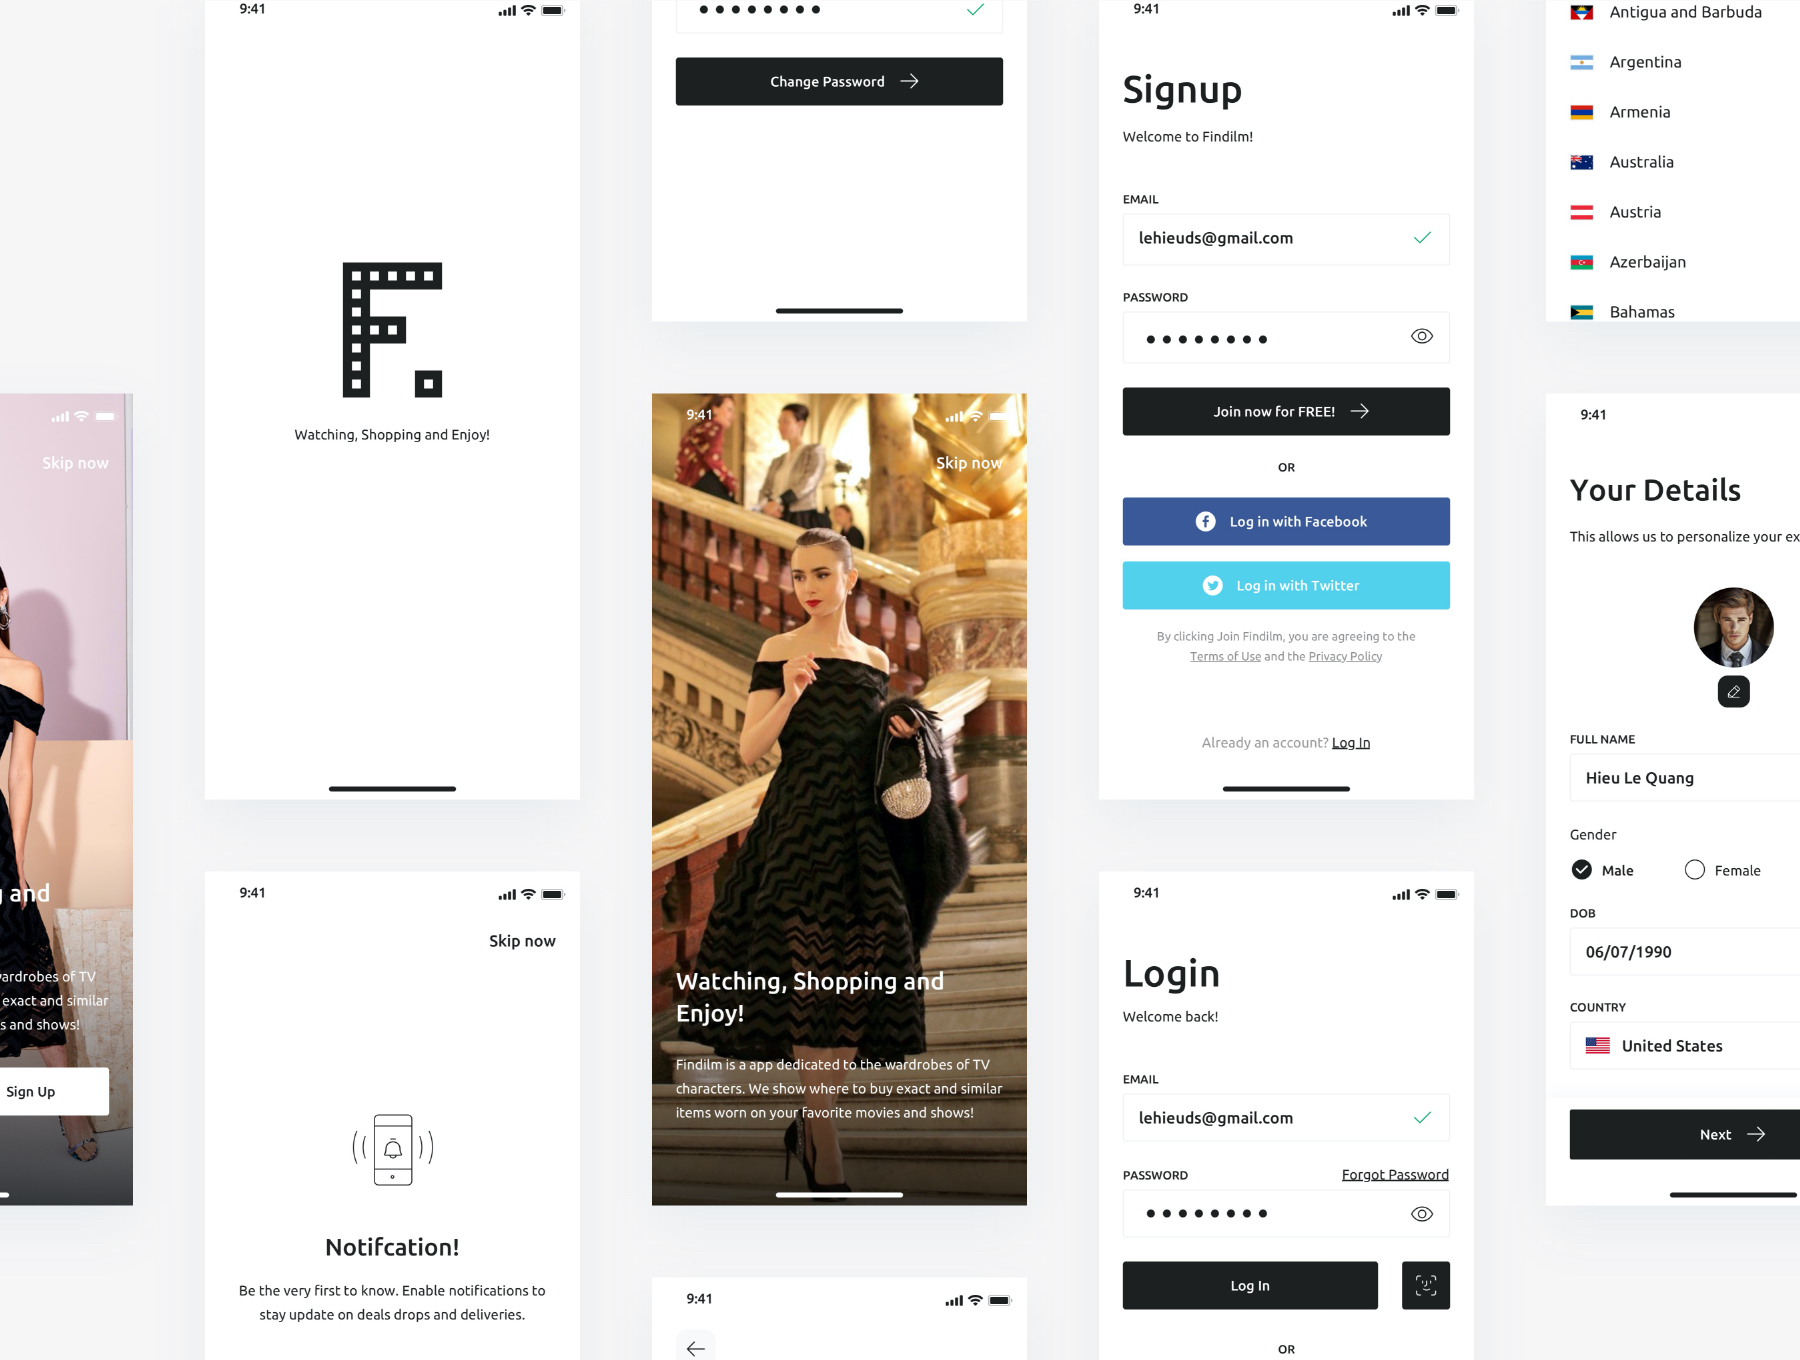 Skip now
g and
wardrobes of TV
exact and similar
s and shows!
Sign Up
9:41
F.
Watching, Shopping and Enjoy!
9:41
Skip now
Notifcation!
Be the very first to know. Enable notifications to
stay update on deals drops and deliveries.
Change Password
9:41
Skip now
Watching, Shopping and
Enjoy!
Findilm is a app dedicated to the wardrobes of TV
characters. We show where to buy exact and similar
items worn on your favorite movies and shows!
9:41
9:41
Signup
Welcome to Findilm!
EMAIL
lehieuds@gmail.com
PASSWORD
Join now for FREE!
OR
Log in with Facebook
Log in with Twitter
By clicking Join Findilm, you are agreeing to the
Terms of Use and the Privacy Policy
Already an account? Log In
9:41
Login
Welcome back!
EMAIL
lehieuds@gmail.com
PASSWORD Forgot Password
Log In
OR
Antigua and Barbuda
Argentina
Armenia
Australia
Austria
Azerbaijan
Bahamas
9:41
Your Details
This allows us to personalize your ex
FULL NAME
Hieu Le Quang
Gender
Male Female
DOB
06/07/1990
COUNTRY
United States
Next